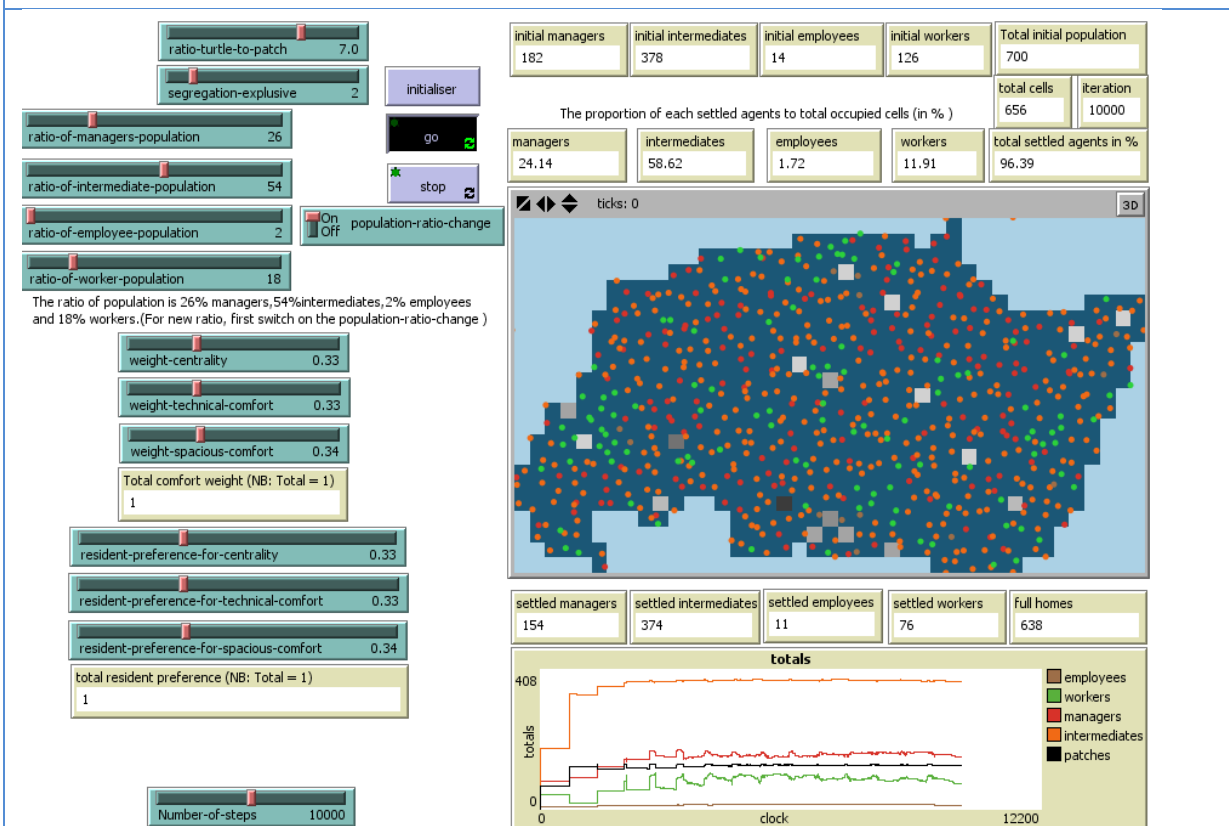 ratio-turtle-to-patch 7.0
segregation-explusive 2
initialiser
ratio-of-managers-population 26
go
ratio-of-intermediate-population 54
stop
ratio-of-employee-population 2
On
Off
population-ratio-change
ratio-of-worker-population 18
The ratio of population is 26% managers,54%intermediates,2% employees
and 18% workers.(For new ratio, first switch on the population-ratio-change )
weight-centrality 0.33
weight-technical-comfort 0.33
weight-spacious-comfort 0.34
Total comfort weight (NB: Total = 1)
1
resident-preference-for-centrality 0.33
resident-preference-for-technical-comfort 0.33
resident-preference-for-spacious-comfort 0.34
total resident preference (NB: Total = 1)
1
Number-of-steps 10000
initial managers
182
initial intermediates
378
initial employees
14
initial workers
126
Total initial population
700
total cells
656
iteration
10000
The proportion of each settled agents to total occupied cells (in % )
managers
24.14
intermediates
58.62
employees
1.72
workers
11.91
total settled agents in %
96.39
ticks: 0
3D
settled managers
154
settled intermediates
374
settled employees
11
settled workers
76
full homes
638
totals
408
totals
0
0
clock
12200
employees
workers
managers
intermediates
patches